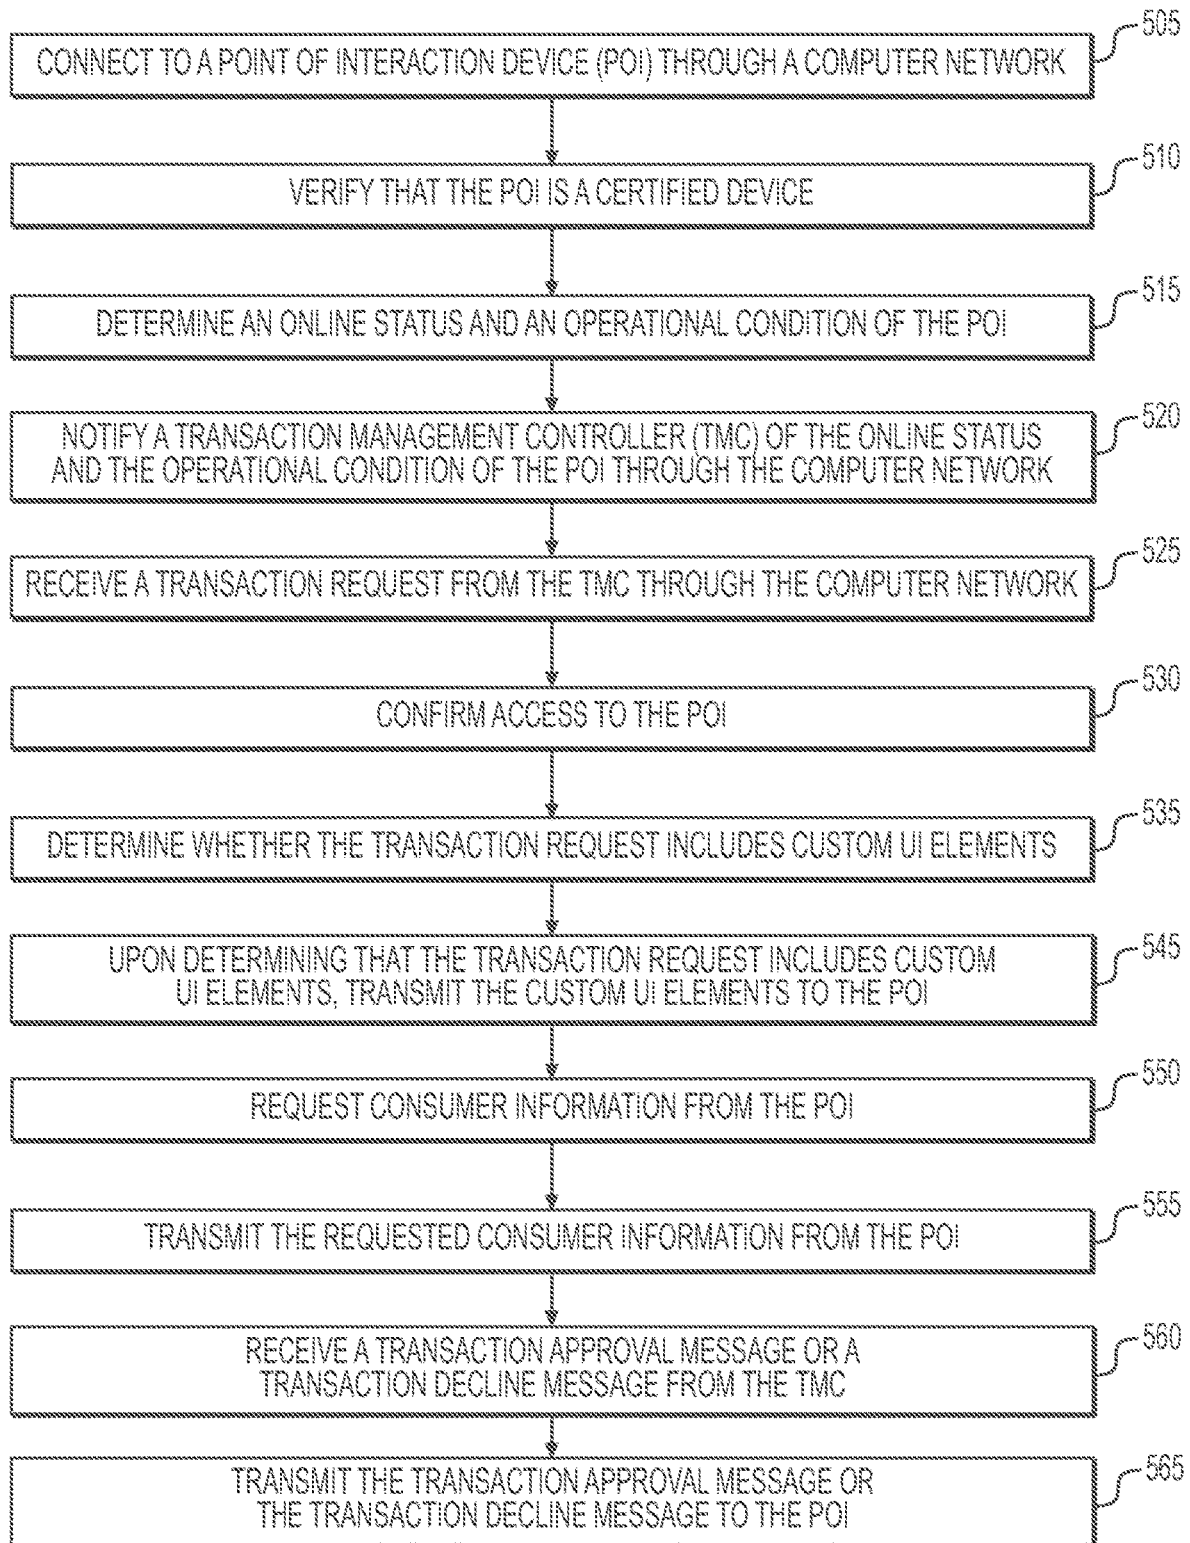 505
CONNECT TO A POINT OF INTERACTION DEVICE (POI) THROUGH A COMPUTER NETWORK
510
VERIFY THAT THE POI IS A CERTIFIED DEVICE
515
DETERMINE AN ONLINE STATUS AND AN OPERATIONAL CONDITION OF THE POI
520
NOTIFY A TRANSACTION MANAGEMENT CONTROLLER (TMC) OF THE ONLINE STATUS
AND THE OPERATIONAL CONDITION OF THE POI THROUGH THE COMPUTER NETWORK
525
RECEIVE A TRANSACTION REQUEST FROM THE TMC THROUGH THE COMPUTER NETWORK
530
CONFIRM ACCESS TO THE POI
535
DETERMINE WHETHER THE TRANSACTION REQUEST INCLUDES CUSTOM UI ELEMENTS
545
UPON DETERMINING THAT THE TRANSACTION REQUEST INCLUDES CUSTOM
UI ELEMENTS, TRANSMIT THE CUSTOM UI ELEMENTS TO THE POI
550
REQUEST CONSUMER INFORMATION FROM THE POI
555
TRANSMIT THE REQUESTED CONSUMER INFORMATION FROM THE POI
560
RECEIVE A TRANSACTION APPROVAL MESSAGE OR A
TRANSACTION DECLINE MESSAGE FROM THE TMC
565
TRANSMIT THE TRANSACTION APPROVAL MESSAGE OR
THE TRANSACTION DECLINE MESSAGE TO THE POI